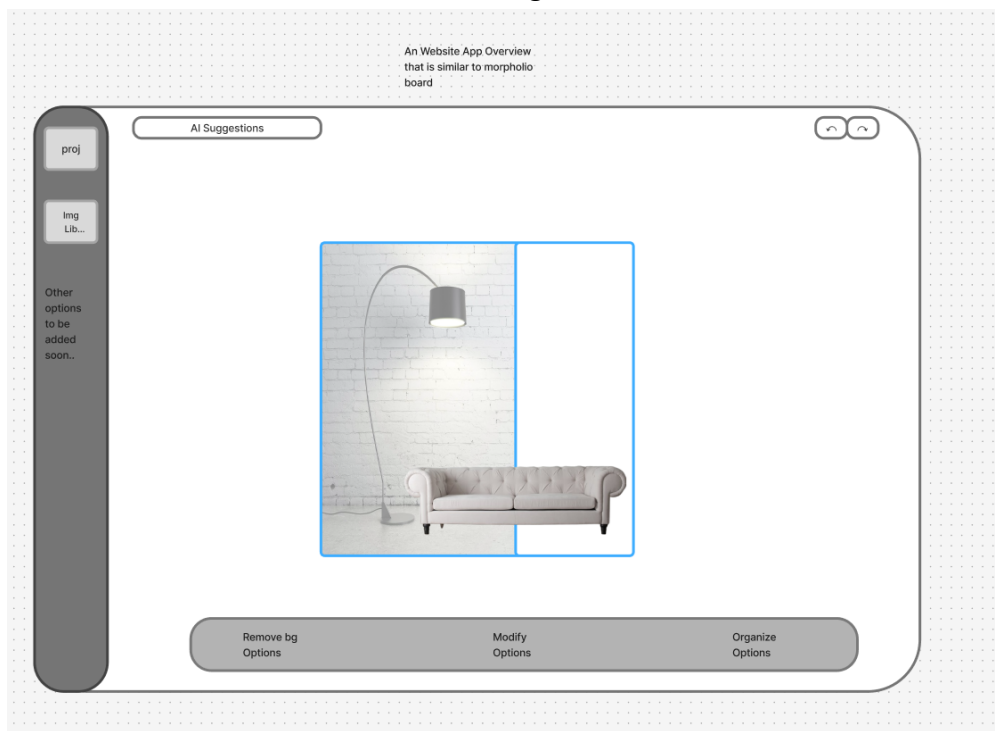 An Website App Overview
that is similar to morpholio
board
AI Suggestions
proj
Img
Lib...
Other
options
to be
added
soon..
Remove bg
Options
Modify
Options
Organize
Options